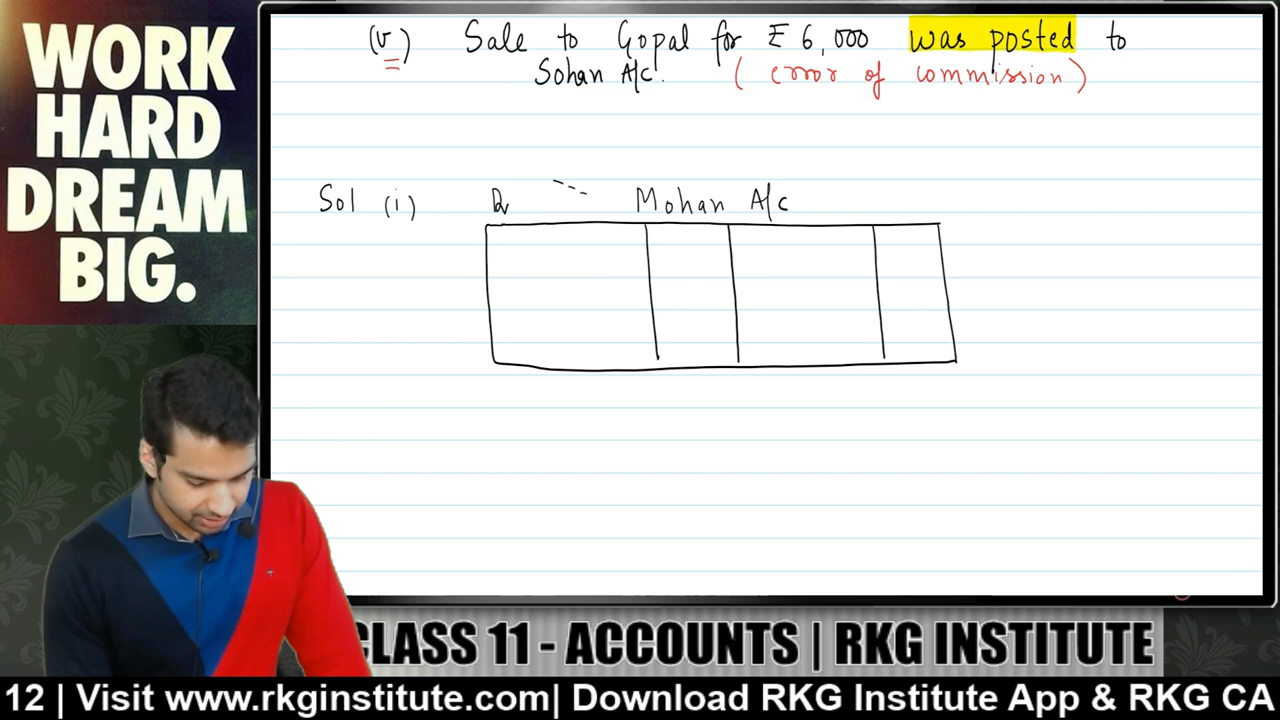 WORK
HARD
DREAM
BIG.
(v) Sale to Gopal for ₹ 6,000 was posted to
Sohan A/c. ( error of commission )
Sol (i) Dr Mohan A/c
CLASS 11 - ACCOUNTS | RKG INSTITUTE
12 | Visit www.rkginstitute.com| Download RKG Institute App & RKG CA